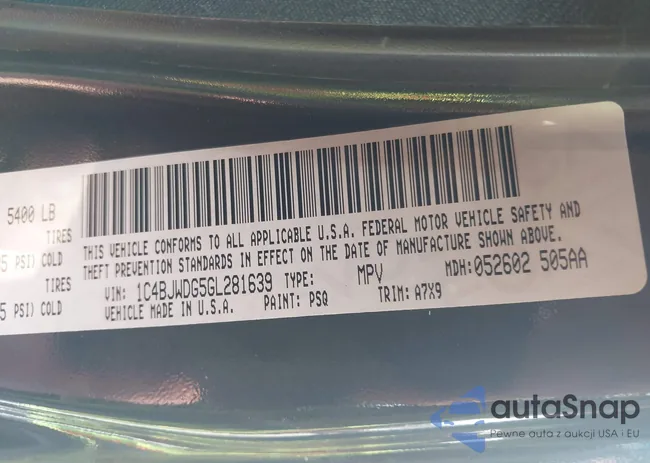 5400 LB
TIRES
5 PSI) COLD
TIRES
5 PSI) COLD
THIS VEHICLE CONFORMS TO ALL APPLICABLE U.S.A. FEDERAL MOTOR VEHICLE SAFETY AND
THEFT PREVENTION STANDARDS IN EFFECT ON THE DATE OF MANUFACTURE SHOWN ABOVE.
VIN: 1C4BJWDG5GL281639 TYPE: MPV MDH:052602 505AA
VEHICLE MADE IN U.S.A. PAINT: PSQ TRIM: A7X9
autaSnap
Pewne auta z aukcji USA i EU